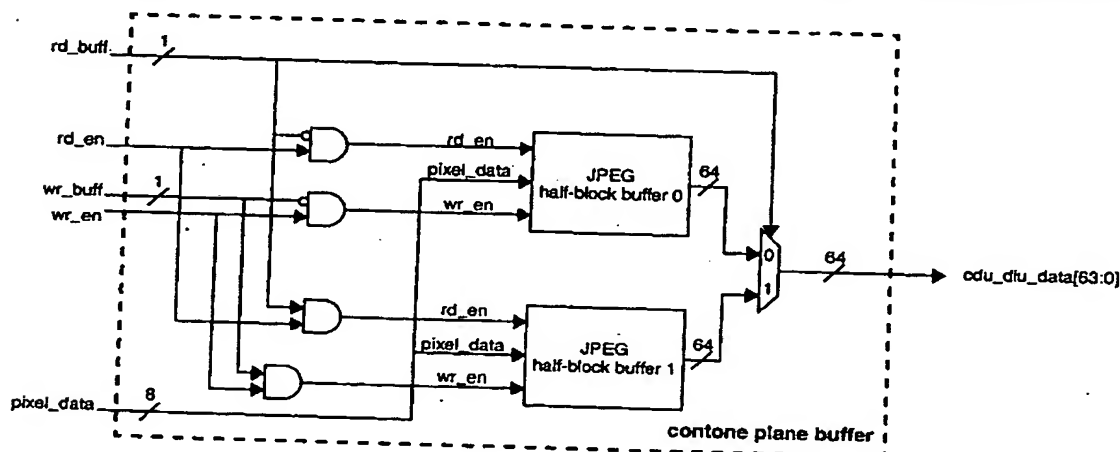 rd_buff
1
rd_en
wr_buff
1
wr_en
rd_en
pixel_data
wr_en
JPEG
half-block buffer 0
64
0
1
64
cdu_diu_data[63:0]
rd_en
pixel_data
wr_en
JPEG
half-block buffer 1
64
pixel_data
8
contone plane buffer